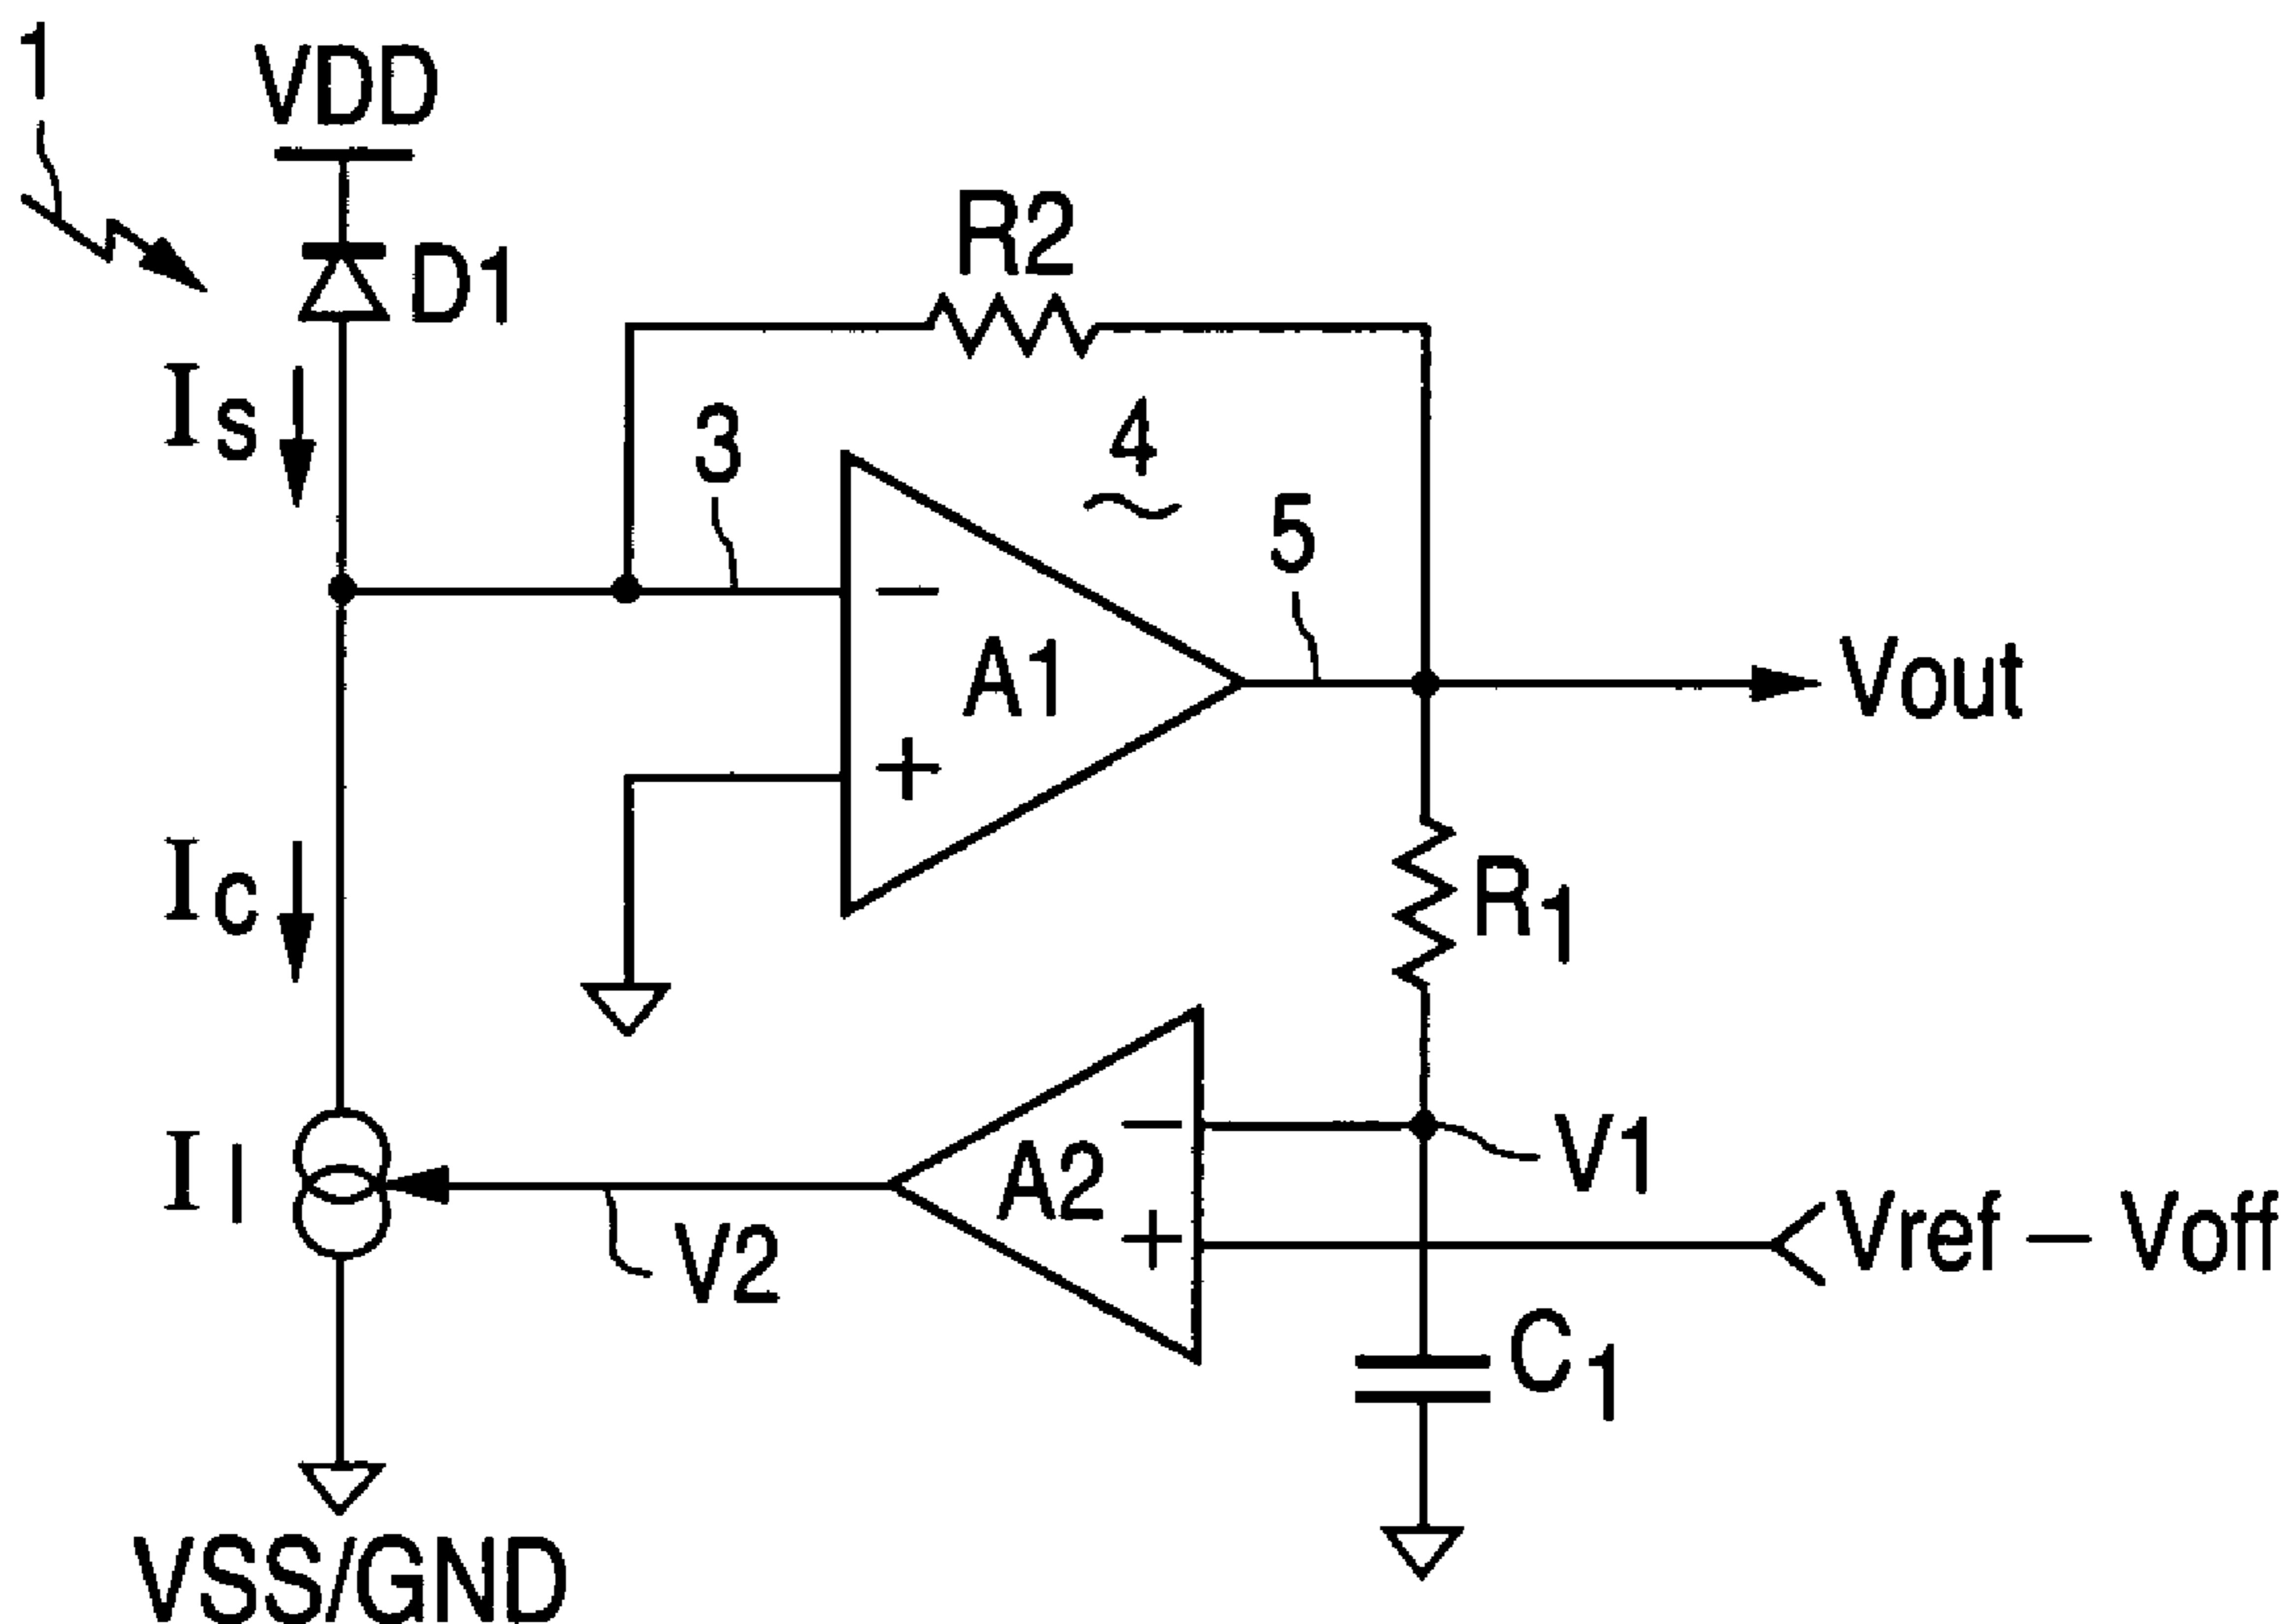 1
VDD
D1
R2
Is
3
4
5
−
A1
+
Vout
Ic
R1
I1
−
A2
+
V1
V2
Vref − Voff
C1
VSS/GND